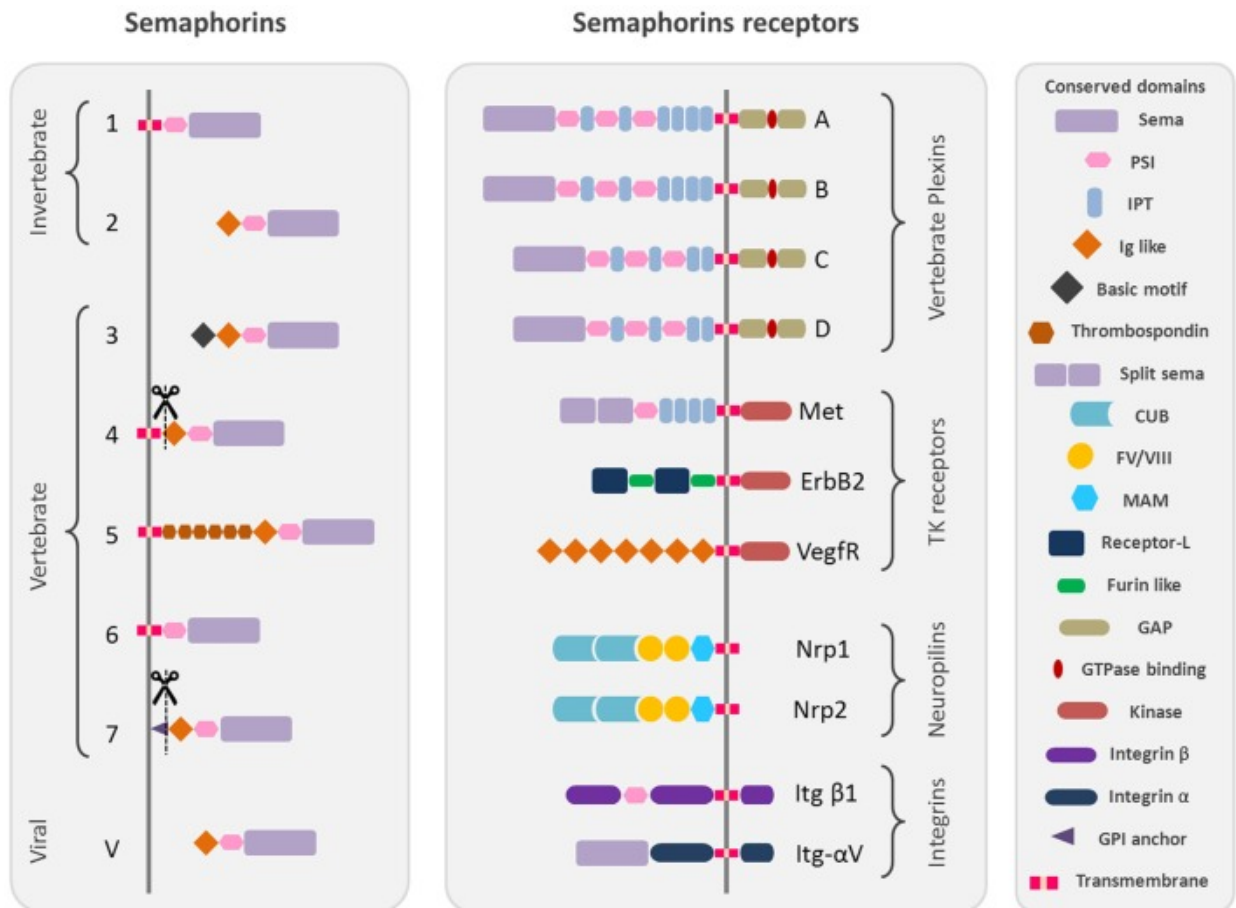 Semaphorins
Semaphorins receptors
Invertebrate
1
2
Vertebrate
3
4
5
6
7
Viral
V
A
B
C
D
Vertebrate Plexins
Met
ErbB2
VegfR
TK receptors
Nrp1
Nrp2
Neuropilins
Itg β1
Itg-αV
Integrins
Conserved domains
Sema
PSI
IPT
Ig like
Basic motif
Thrombospondin
Split sema
CUB
FV/VIII
MAM
Receptor-L
Furin like
GAP
GTPase binding
Kinase
Integrin β
Integrin α
GPI anchor
Transmembrane